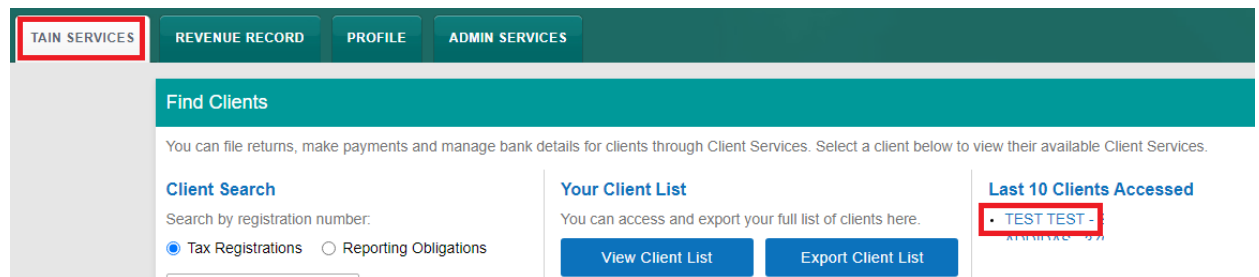 TAIN SERVICES
REVENUE RECORD
PROFILE
ADMIN SERVICES
Find Clients
You can file returns, make payments and manage bank details for clients through Client Services. Select a client below to view their available Client Services.
Client Search
Search by registration number:
Tax Registrations
Reporting Obligations
Your Client List
You can access and export your full list of clients here.
View Client List
Export Client List
Last 10 Clients Accessed
• TEST TEST -